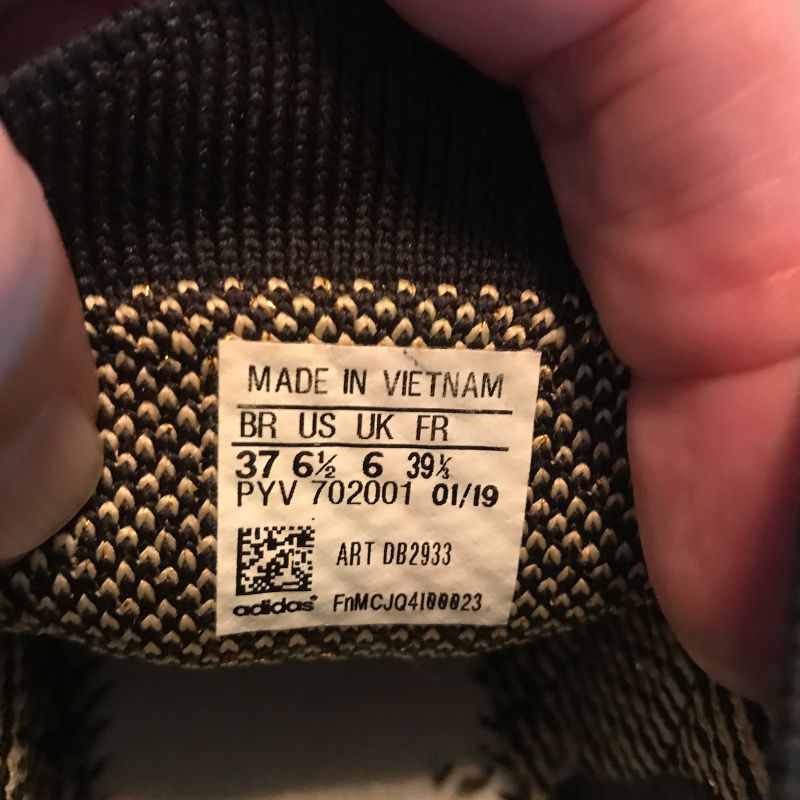 MADE IN VIETNAM
BR US UK FR
37 6½ 6 39⅓
PYV 702001 01/19
ART DB2933
adidas® FnMCJQ4I00023